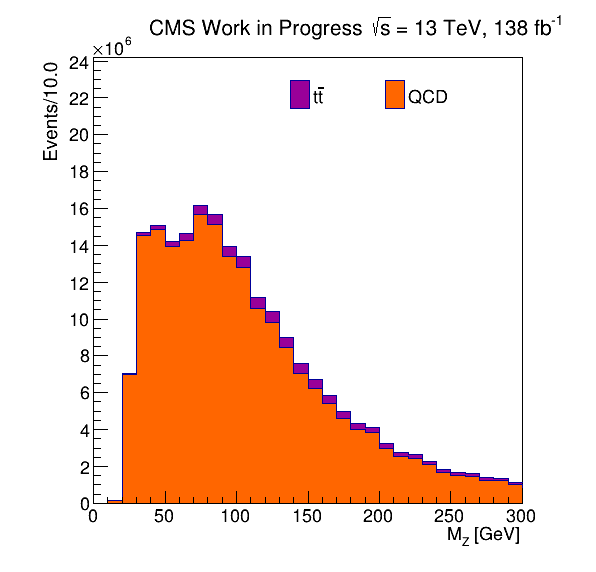 CMS Work in Progress √s = 13 TeV, 138 fb⁻¹
×10⁶
Events/10.0
tt̄
QCD
24
22
20
18
16
14
12
10
8
6
4
2
0
0 50 100 150 200 250 300
M_Z [GeV]